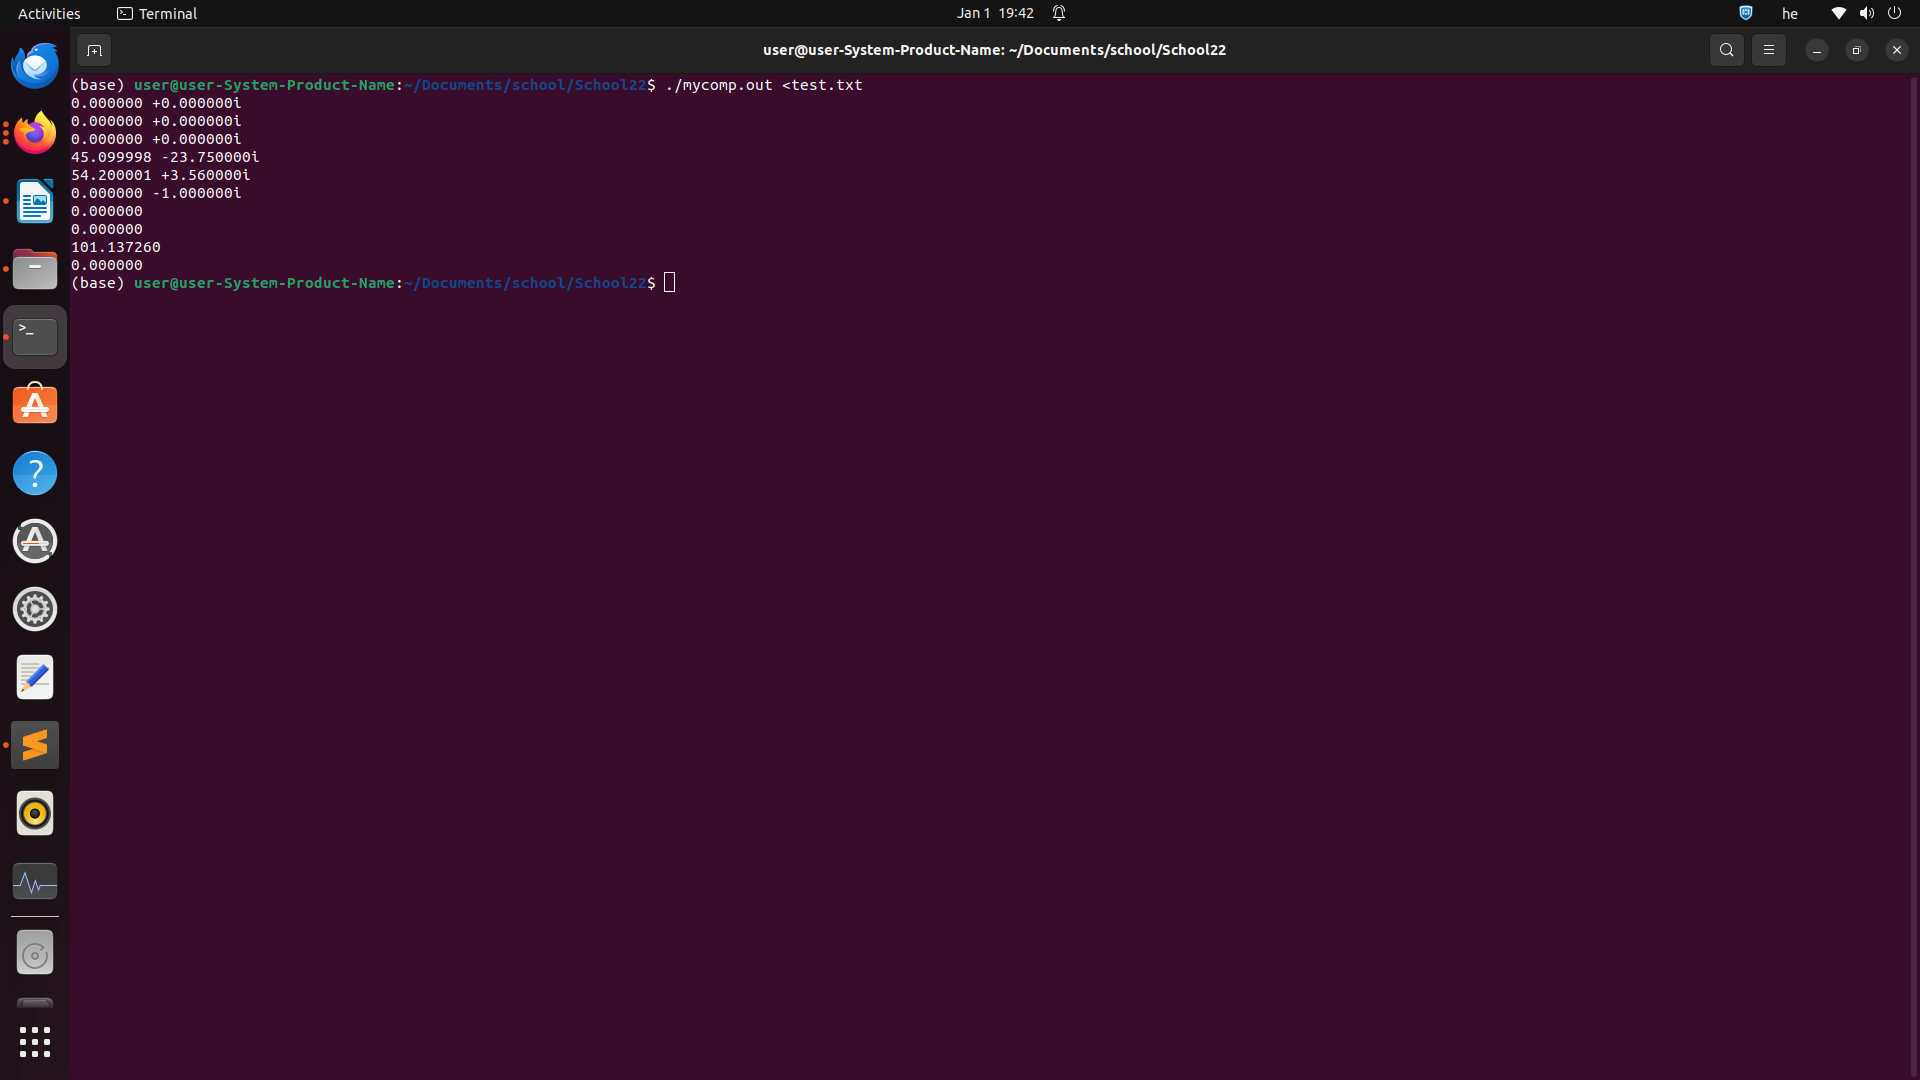 Activities
Terminal
Jan 1 19:42
he
user@user-System-Product-Name: ~/Documents/school/School22
(base) user@user-System-Product-Name:~/Documents/school/School22$ ./mycomp.out <test.txt
0.000000 +0.000000i
0.000000 +0.000000i
0.000000 +0.000000i
45.099998 -23.750000i
54.200001 +3.560000i
0.000000 -1.000000i
0.000000
0.000000
101.137260
0.000000
(base) user@user-System-Product-Name:~/Documents/school/School22$